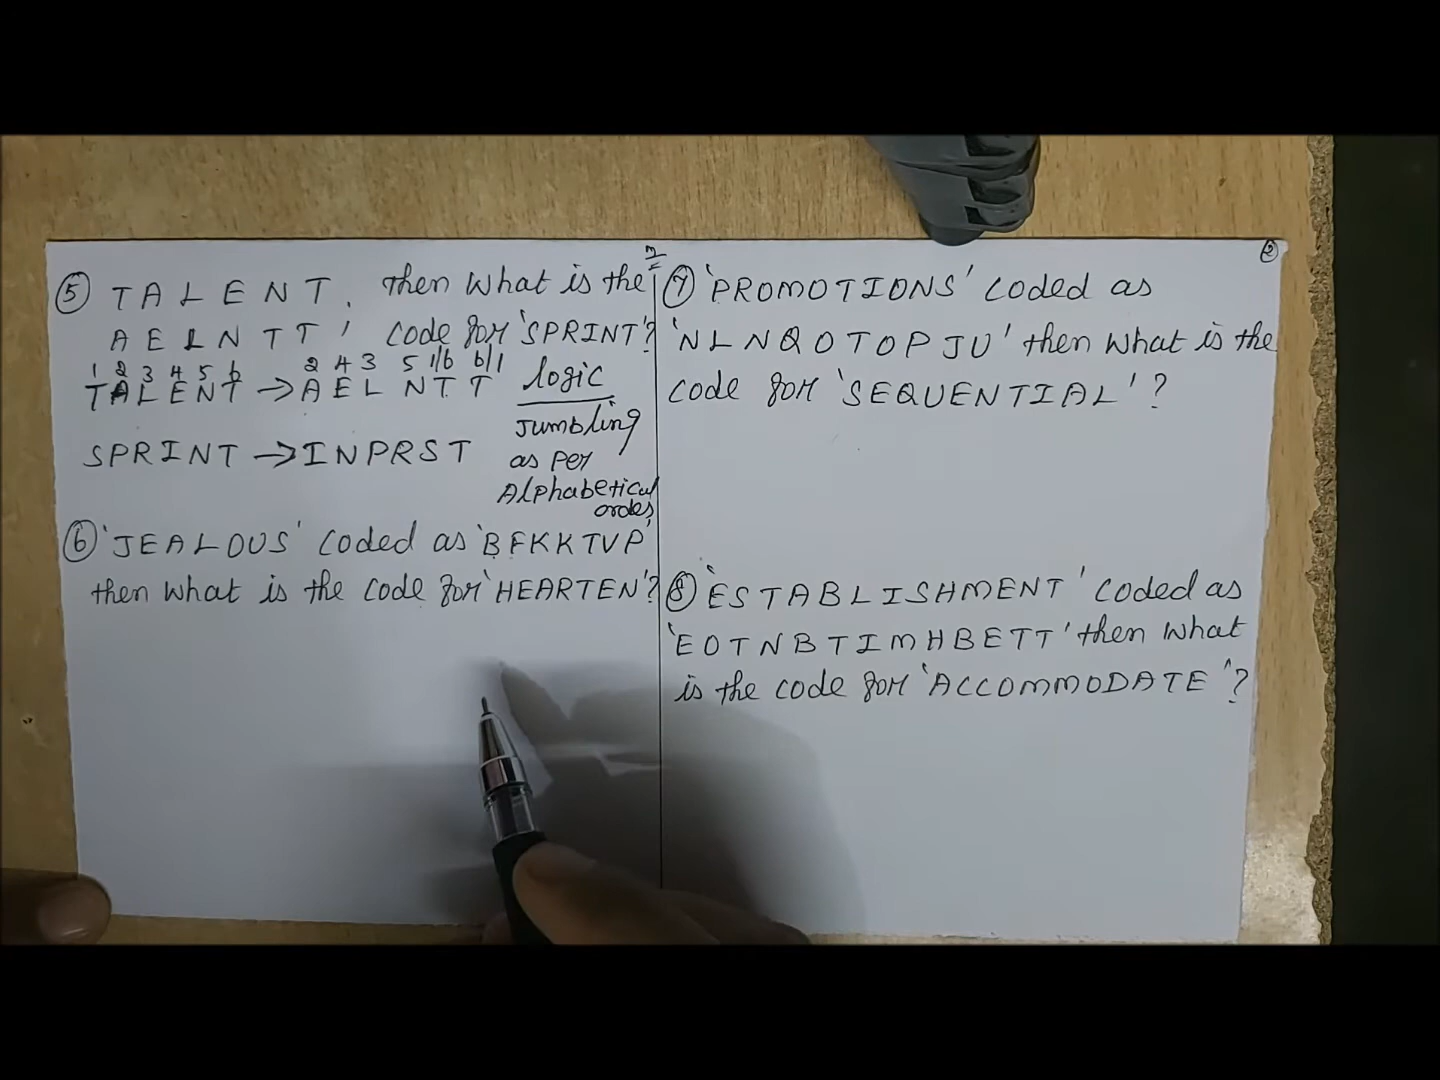 ⑤ TALENT, then what is the
AELNTT' code for 'SPRINT'?
1 2 3 4 5 6 2 4 3 5 1/6 6/1
TALENT → AELNTT logic
Jumbling
SPRINT → INPRST as per
Alphabetical
order
⑥ 'JEALOUS' coded as 'BFKKTVP'
then what is the code for 'HEARTEN'?
②
⑦ 'PROMOTIONS' coded as
'NLNQOTOPJU' then what is the
code for 'SEQUENTIAL'?
⑧ 'ESTABLISHMENT' coded as
'EOTNBTIMHBETT' then what
is the code for 'ACCOMMODATE'?